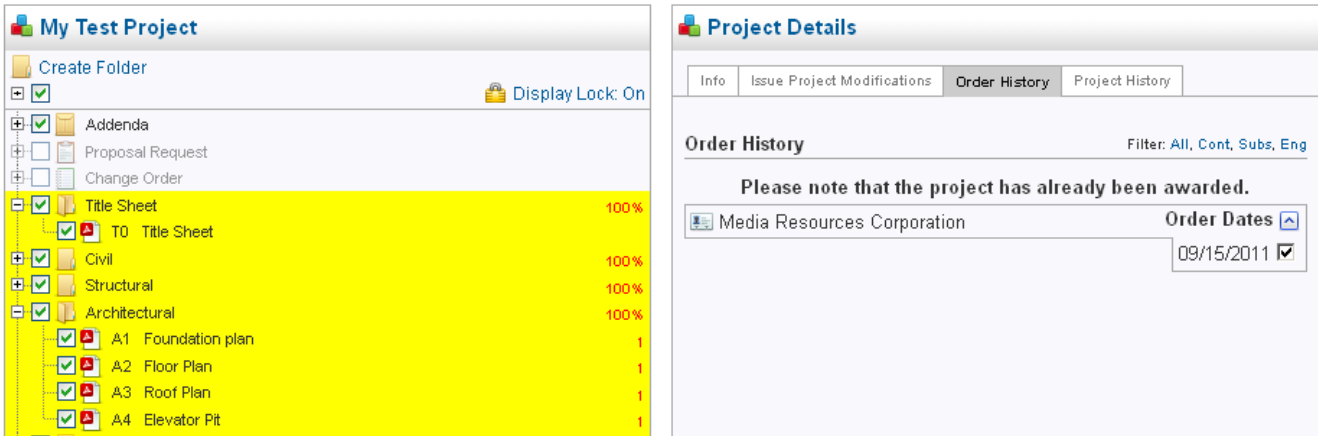 My Test Project
Create Folder
Display Lock: On
Addenda
Proposal Request
Change Order
Title Sheet 100%
T0 Title Sheet
Civil 100%
Structural 100%
Architectural 100%
A1 Foundation plan 1
A2 Floor Plan 1
A3 Roof Plan 1
A4 Elevator Pit 1
Project Details
Info Issue Project Modifications Order History Project History
Order History Filter: All, Cont, Subs, Eng
Please note that the project has already been awarded.
Media Resources Corporation Order Dates
09/15/2011